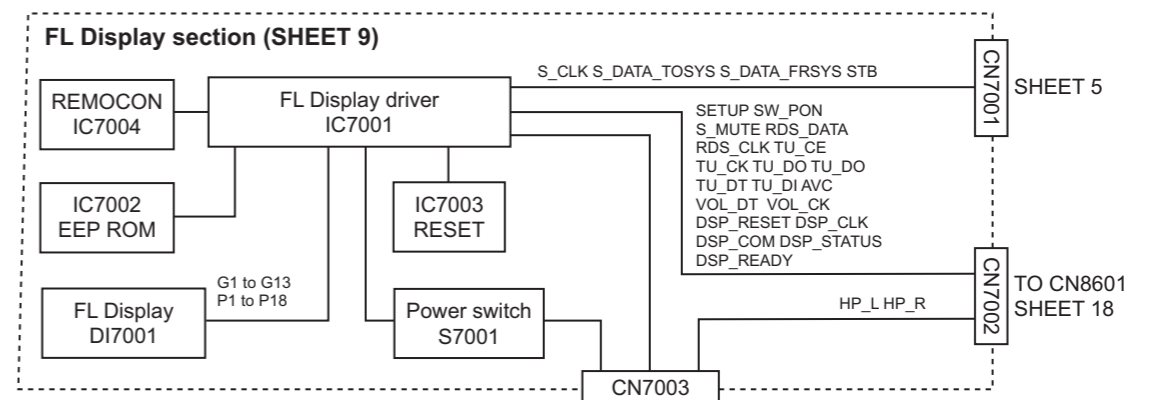 FL Display section (SHEET 9)
REMOCON
IC7004
FL Display driver
IC7001
S_CLK S_DATA_TOSYS S_DATA_FRSYS STB
CN7001
SHEET 5
SETUP SW_PON
S_MUTE RDS_DATA
RDS_CLK TU_CE
TU_CK TU_DO TU_DO
TU_DT TU_DI AVC
VOL_DT VOL_CK
DSP_RESET DSP_CLK
DSP_COM DSP_STATUS
DSP_READY
IC7002
EEP ROM
IC7003
RESET
G1 to G13
P1 to P18
FL Display
DI7001
Power switch
S7001
HP_L HP_R
CN7002
TO CN8601
SHEET 18
CN7003